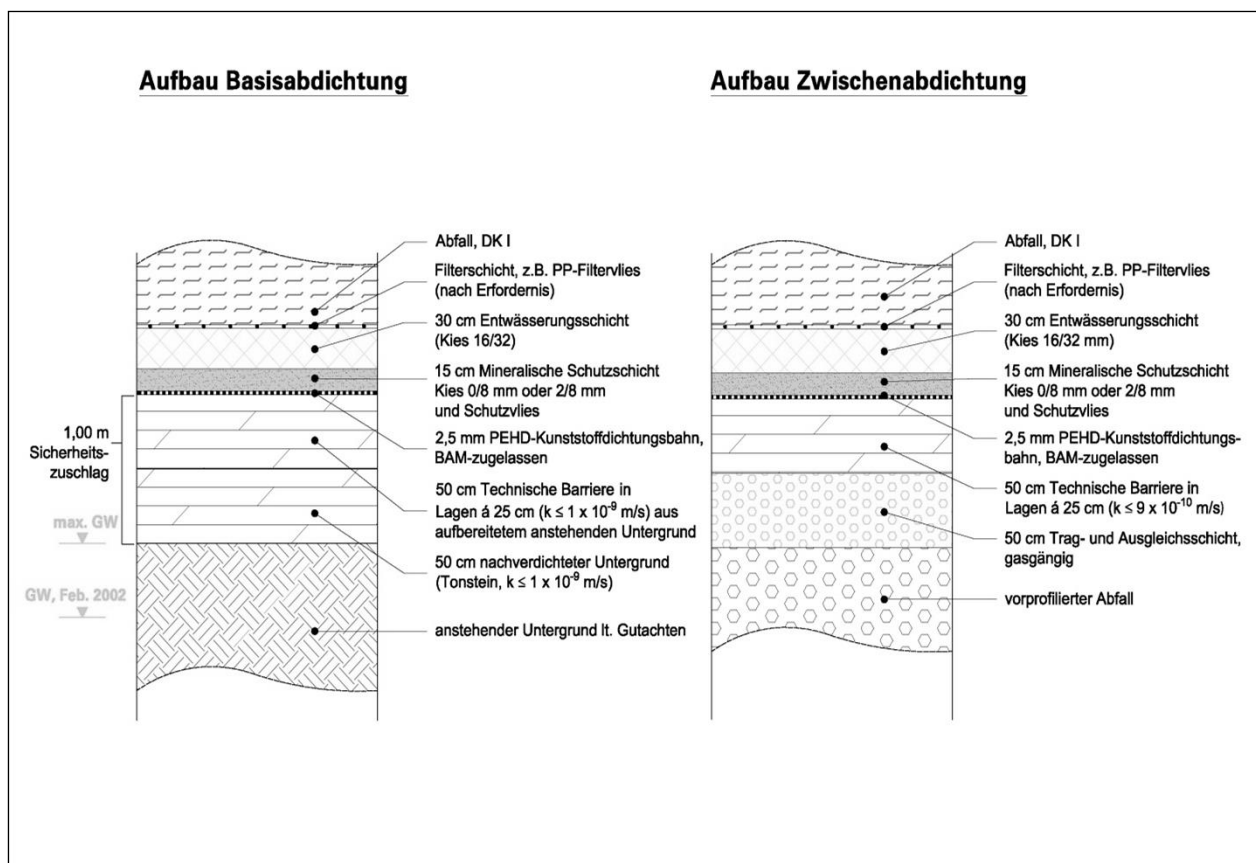 Aufbau Basisabdichtung
Abfall, DK I
Filterschicht, z.B. PP-Filtervlies
(nach Erfordernis)
30 cm Entwässerungsschicht
(Kies 16/32)
15 cm Mineralische Schutzschicht
Kies 0/8 mm oder 2/8 mm
und Schutzvlies
2,5 mm PEHD-Kunststoffdichtungsbahn,
BAM-zugelassen
50 cm Technische Barriere in
Lagen á 25 cm (k ≤ 1 x 10⁻⁹ m/s) aus
aufbereitetem anstehenden Untergrund
50 cm nachverdichteter Untergrund
(Tonstein, k ≤ 1 x 10⁻⁹ m/s)
anstehender Untergrund lt. Gutachten
1,00 m
Sicherheits-
zuschlag
max. GW
GW, Feb. 2002
Aufbau Zwischenabdichtung
Abfall, DK I
Filterschicht, z.B. PP-Filtervlies
(nach Erfordernis)
30 cm Entwässerungsschicht
(Kies 16/32 mm)
15 cm Mineralische Schutzschicht
Kies 0/8 mm oder 2/8 mm
und Schutzvlies
2,5 mm PEHD-Kunststoffdichtungs-
bahn, BAM-zugelassen
50 cm Technische Barriere in
Lagen á 25 cm (k ≤ 9 x 10⁻¹⁰ m/s)
50 cm Trag- und Ausgleichsschicht,
gasgängig
vorprofilierter Abfall